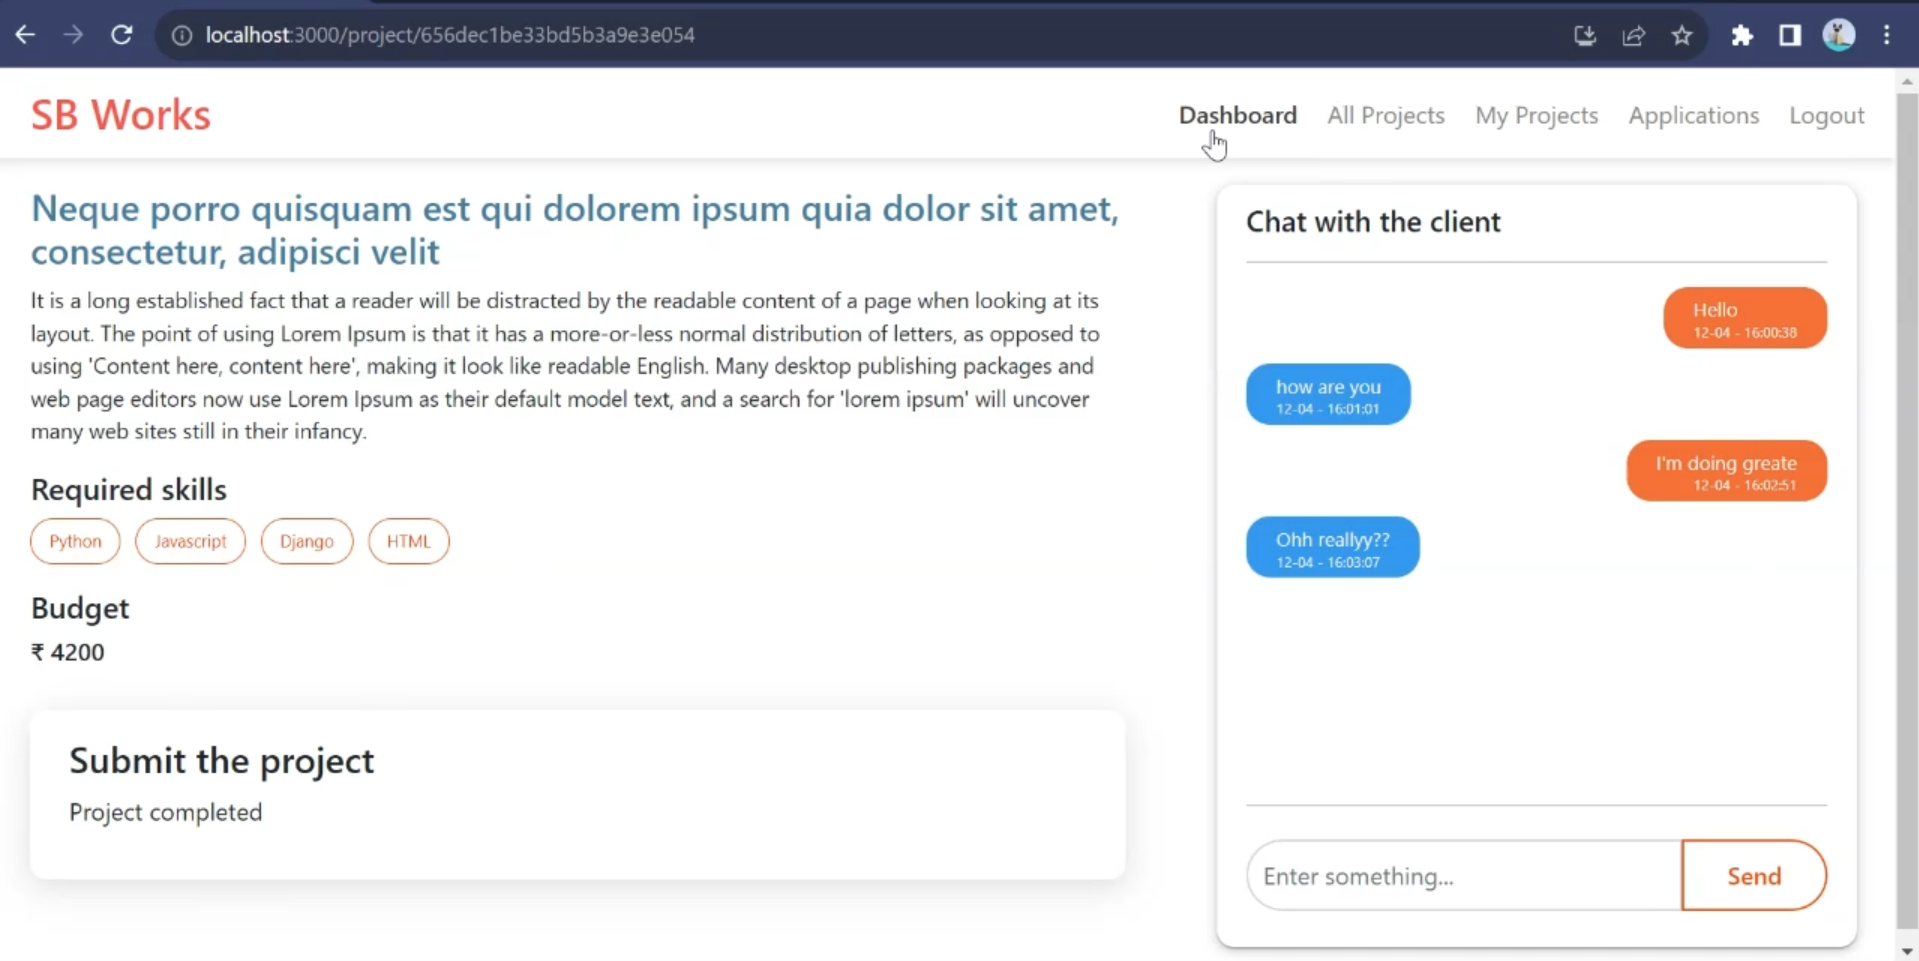 localhost:3000/project/656dec1be33bd5b3a9e3e054
SB Works
Dashboard All Projects My Projects Applications Logout
Neque porro quisquam est qui dolorem ipsum quia dolor sit amet,
consectetur, adipisci velit
It is a long established fact that a reader will be distracted by the readable content of a page when looking at its
layout. The point of using Lorem Ipsum is that it has a more-or-less normal distribution of letters, as opposed to
using 'Content here, content here', making it look like readable English. Many desktop publishing packages and
web page editors now use Lorem Ipsum as their default model text, and a search for 'lorem ipsum' will uncover
many web sites still in their infancy.
Required skills
Python Javascript Django HTML
Budget
₹ 4200
Submit the project
Project completed
Chat with the client
Hello
12-04 - 16:00:38
how are you
12-04 - 16:01:01
I'm doing greate
12-04 - 16:02:51
Ohh reallyy??
12-04 - 16:03:07
Enter something...
Send